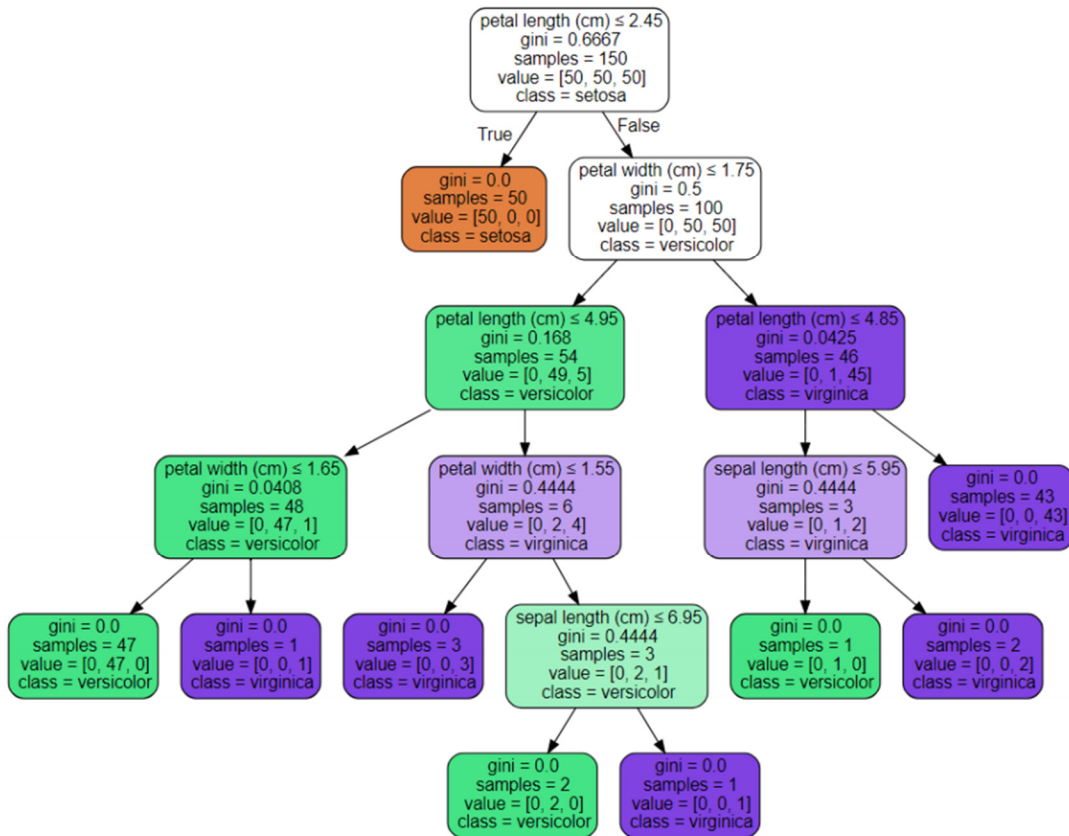 petal length (cm) ≤ 2.45
gini = 0.6667
samples = 150
value = [50, 50, 50]
class = setosa
True
False
gini = 0.0
samples = 50
value = [50, 0, 0]
class = setosa
petal width (cm) ≤ 1.75
gini = 0.5
samples = 100
value = [0, 50, 50]
class = versicolor
petal length (cm) ≤ 4.95
gini = 0.168
samples = 54
value = [0, 49, 5]
class = versicolor
petal length (cm) ≤ 4.85
gini = 0.0425
samples = 46
value = [0, 1, 45]
class = virginica
petal width (cm) ≤ 1.65
gini = 0.0408
samples = 48
value = [0, 47, 1]
class = versicolor
petal width (cm) ≤ 1.55
gini = 0.4444
samples = 6
value = [0, 2, 4]
class = virginica
sepal length (cm) ≤ 5.95
gini = 0.4444
samples = 3
value = [0, 1, 2]
class = virginica
gini = 0.0
samples = 43
value = [0, 0, 43]
class = virginica
gini = 0.0
samples = 47
value = [0, 47, 0]
class = versicolor
gini = 0.0
samples = 1
value = [0, 0, 1]
class = virginica
gini = 0.0
samples = 3
value = [0, 0, 3]
class = virginica
sepal length (cm) ≤ 6.95
gini = 0.4444
samples = 3
value = [0, 2, 1]
class = versicolor
gini = 0.0
samples = 1
value = [0, 1, 0]
class = versicolor
gini = 0.0
samples = 2
value = [0, 0, 2]
class = virginica
gini = 0.0
samples = 2
value = [0, 2, 0]
class = versicolor
gini = 0.0
samples = 1
value = [0, 0, 1]
class = virginica